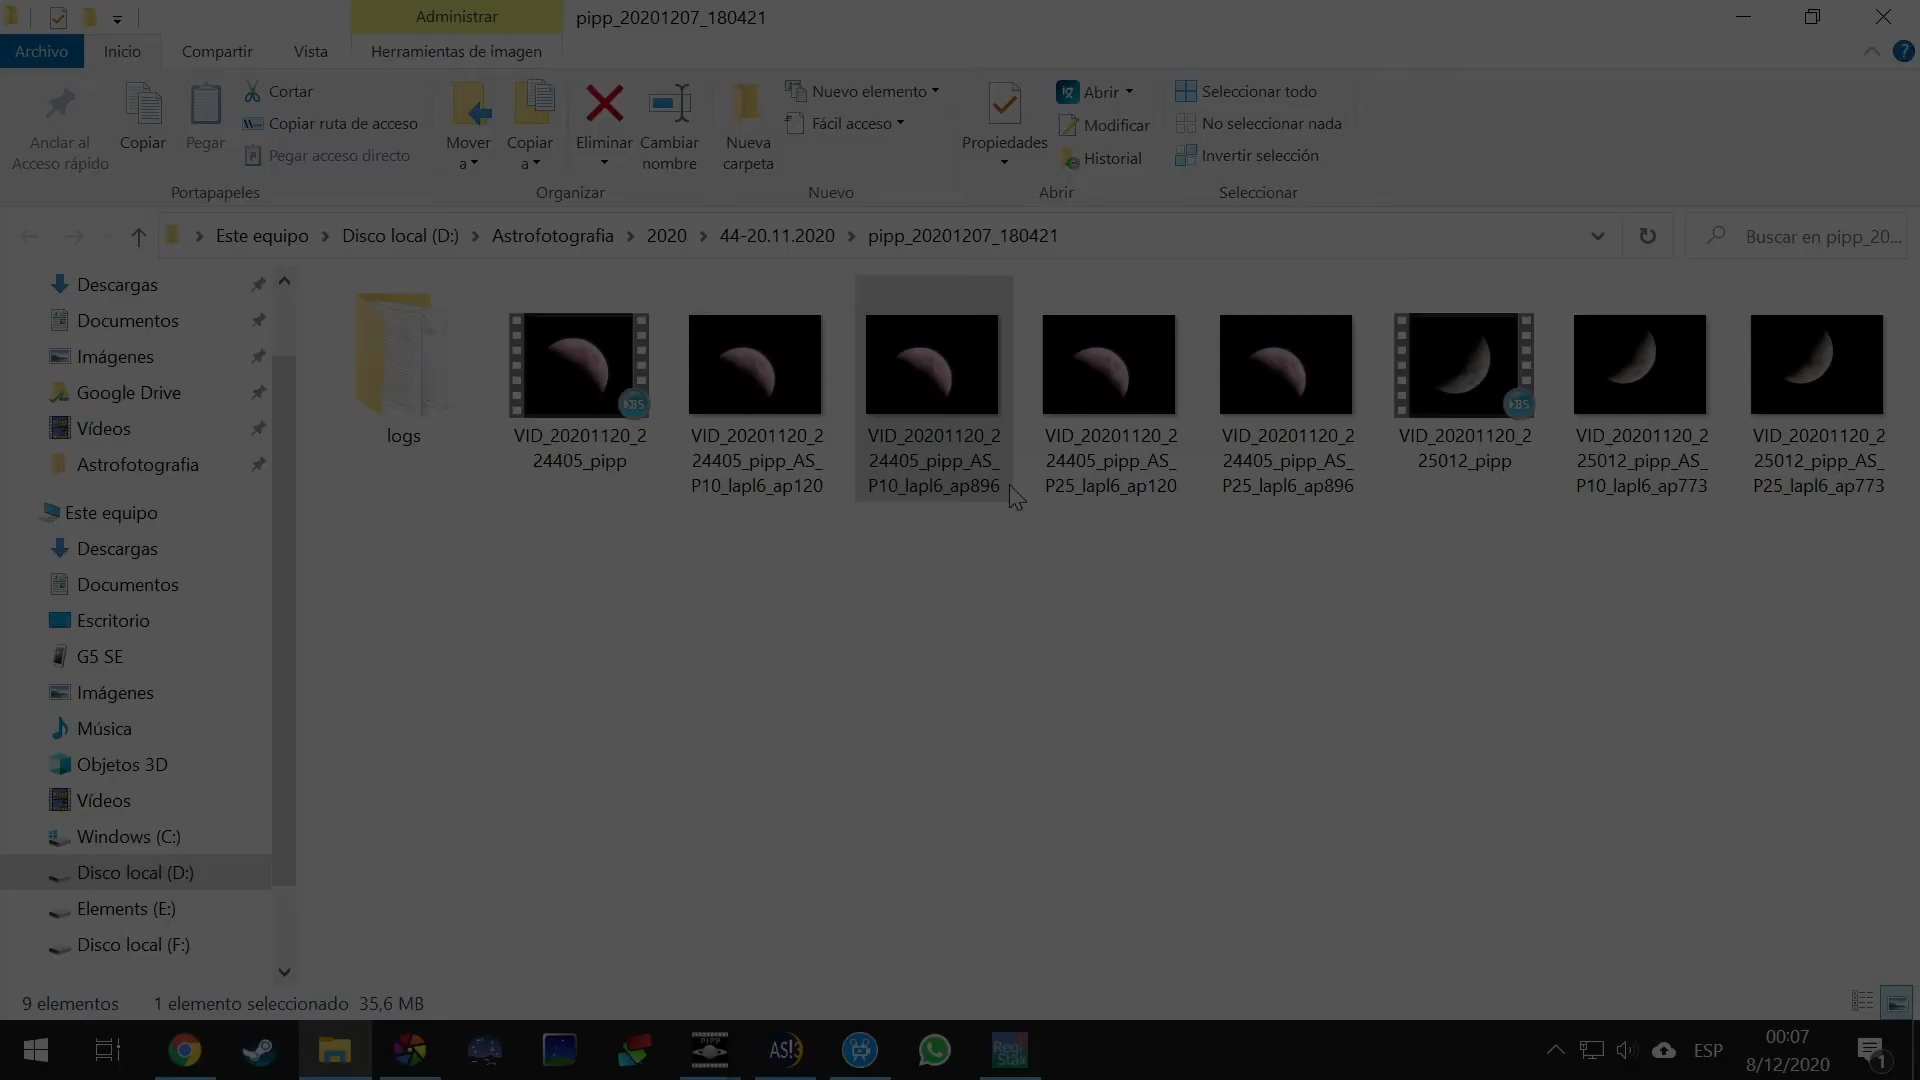 Administrar
pipp_20201207_180421
Archivo
Inicio
Compartir
Vista
Herramientas de imagen
Anclar al
Acceso rápido
Copiar
Pegar
Cortar
Copiar ruta de acceso
Pegar acceso directo
Portapapeles
Mover
a
Copiar
a
Eliminar
Cambiar
nombre
Organizar
Nueva
carpeta
Nuevo elemento
Fácil acceso
Nuevo
Propiedades
Abrir
Modificar
Historial
Abrir
Seleccionar todo
No seleccionar nada
Invertir selección
Seleccionar
Este equipo
Disco local (D:)
Astrofotografia
2020
44-20.11.2020
pipp_20201207_180421
Buscar en pipp_20...
Descargas
Documentos
Imágenes
Google Drive
Vídeos
Astrofotografia
Este equipo
Descargas
Documentos
Escritorio
G5 SE
Imágenes
Música
Objetos 3D
Vídeos
Windows (C:)
Disco local (D:)
Elements (E:)
Disco local (F:)
logs
VID_20201120_2
24405_pipp
VID_20201120_2
24405_pipp_AS_
P10_lapl6_ap120
VID_20201120_2
24405_pipp_AS_
P10_lapl6_ap896
VID_20201120_2
24405_pipp_AS_
P25_lapl6_ap120
VID_20201120_2
24405_pipp_AS_
P25_lapl6_ap896
VID_20201120_2
25012_pipp
VID_20201120_2
25012_pipp_AS_
P10_lapl6_ap773
VID_20201120_2
25012_pipp_AS_
P25_lapl6_ap773
9 elementos
1 elemento seleccionado 35,6 MB
PIPP
AS!3
Regi
Stax
ESP
00:07
8/12/2020
1